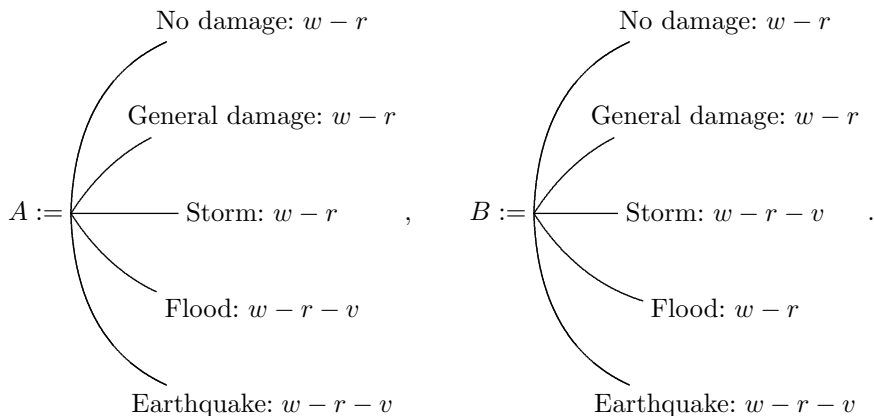 No damage: w − r
No damage: w − r
General damage: w − r
General damage: w − r
A := Storm: w − r , B := Storm: w − r − v .
Flood: w − r − v
Flood: w − r
Earthquake: w − r − v
Earthquake: w − r − v